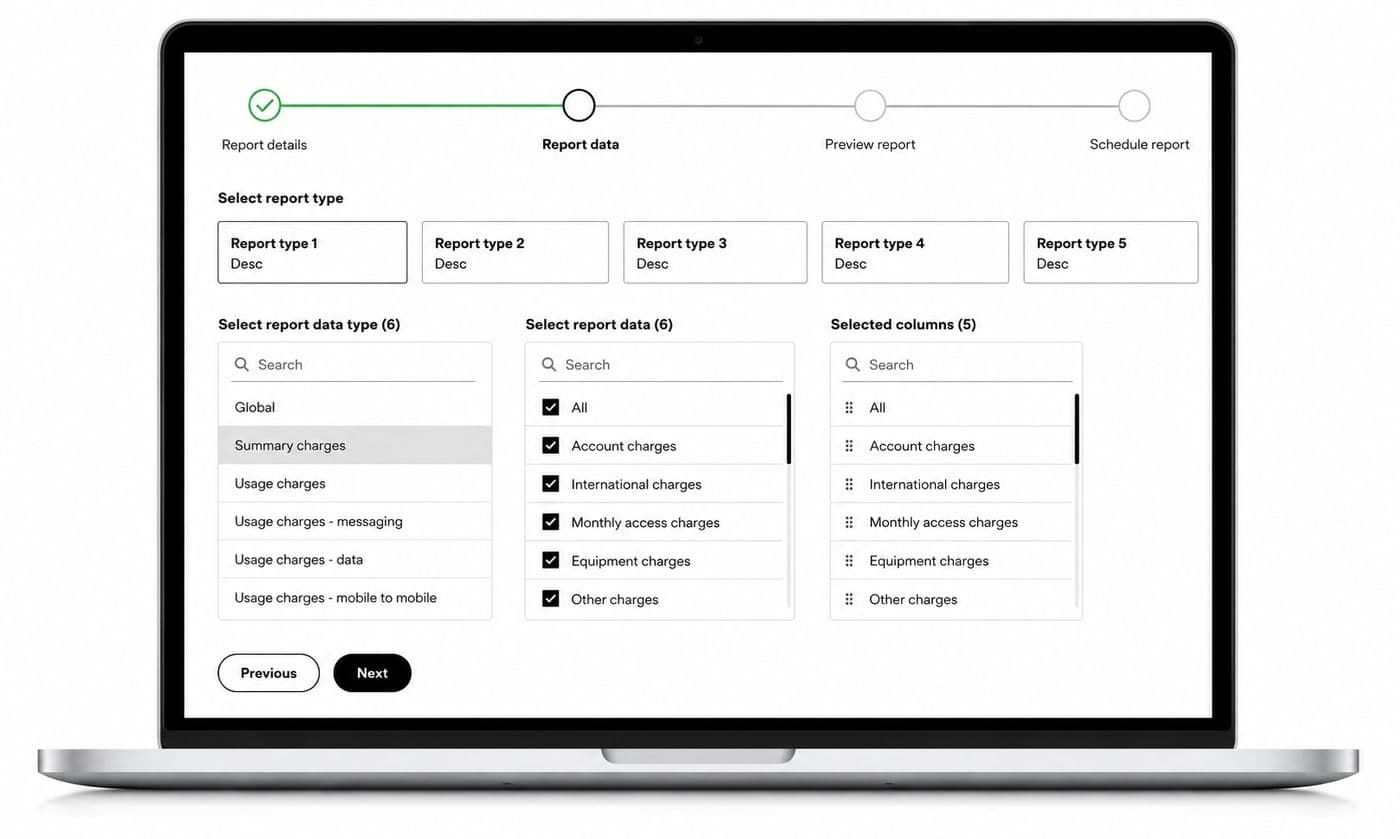 Report details
Report data
Preview report
Schedule report
Select report type
Report type 1
Desc
Report type 2
Desc
Report type 3
Desc
Report type 4
Desc
Report type 5
Desc
Select report data type (6)
Search
Global
Summary charges
Usage charges
Usage charges - messaging
Usage charges - data
Usage charges - mobile to mobile
Select report data (6)
Search
All
Account charges
International charges
Monthly access charges
Equipment charges
Other charges
Selected columns (5)
Search
All
Account charges
International charges
Monthly access charges
Equipment charges
Other charges
Previous
Next